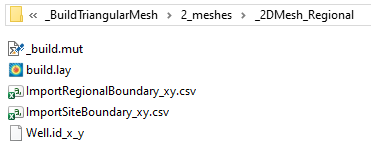 « _BuildTriangularMesh > 2_meshes > _2DMesh_Regional
_build.mut
build.lay
ImportRegionalBoundary_xy.csv
ImportSiteBoundary_xy.csv
Well.id_x_y